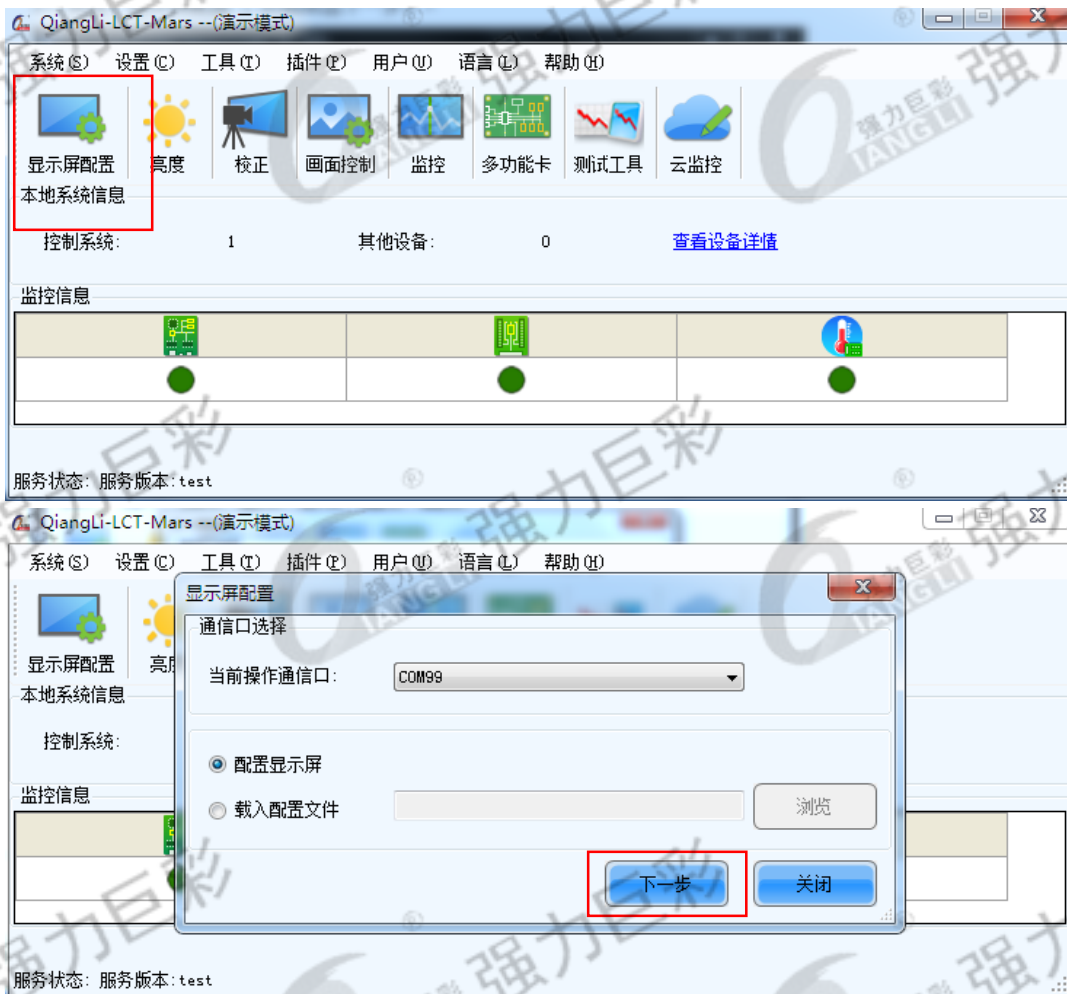 QiangLi-LCT-Mars --(演示模式)
系统(S) 设置(C) 工具(T) 插件(P) 用户(U) 语言(L) 帮助(H)
显示屏配置 亮度 校正 画面控制 监控 多功能卡 测试工具 云监控
本地系统信息
控制系统: 1 其他设备: 0 查看设备详情
监控信息
服务状态: 服务版本:test
QiangLi-LCT-Mars --(演示模式)
系统(S) 设置(C) 工具(T) 插件(P) 用户(U) 语言(L) 帮助(H)
显示屏配置
通信口选择
显示屏配置
当前操作通信口: COM99
本地系统信息
控制系统:
配置显示屏
监控信息
载入配置文件 浏览
下一步 关闭
服务状态: 服务版本:test
强力巨彩
QIANGLI